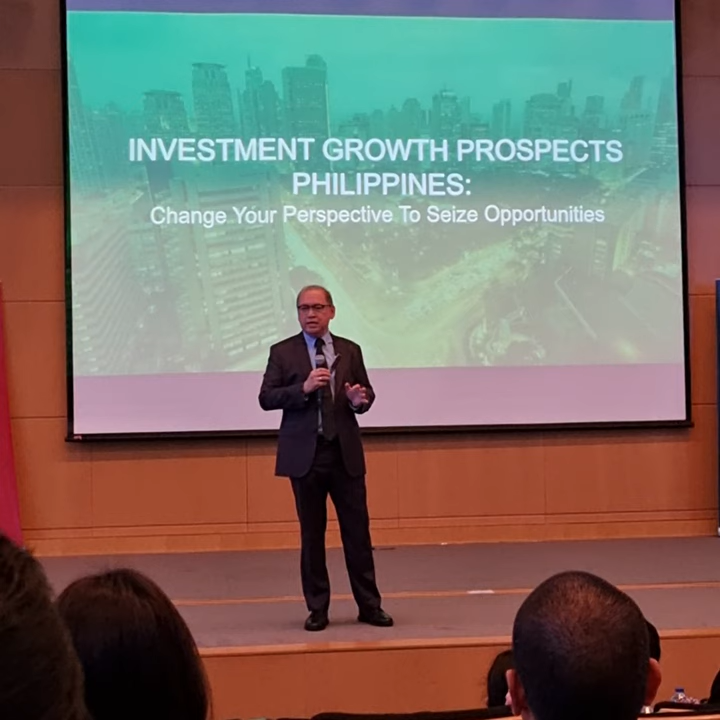 INVESTMENT GROWTH PROSPECTS
PHILIPPINES:
Change Your Perspective To Seize Opportunities